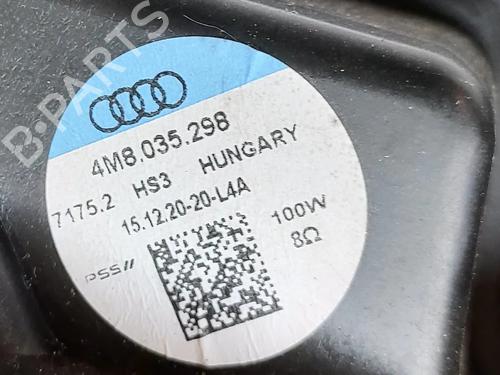 B-PARTS
4M8.035.298
7175.2 HS3 HUNGARY
15.12.20-20-L4A
100W
8Ω
PSS//